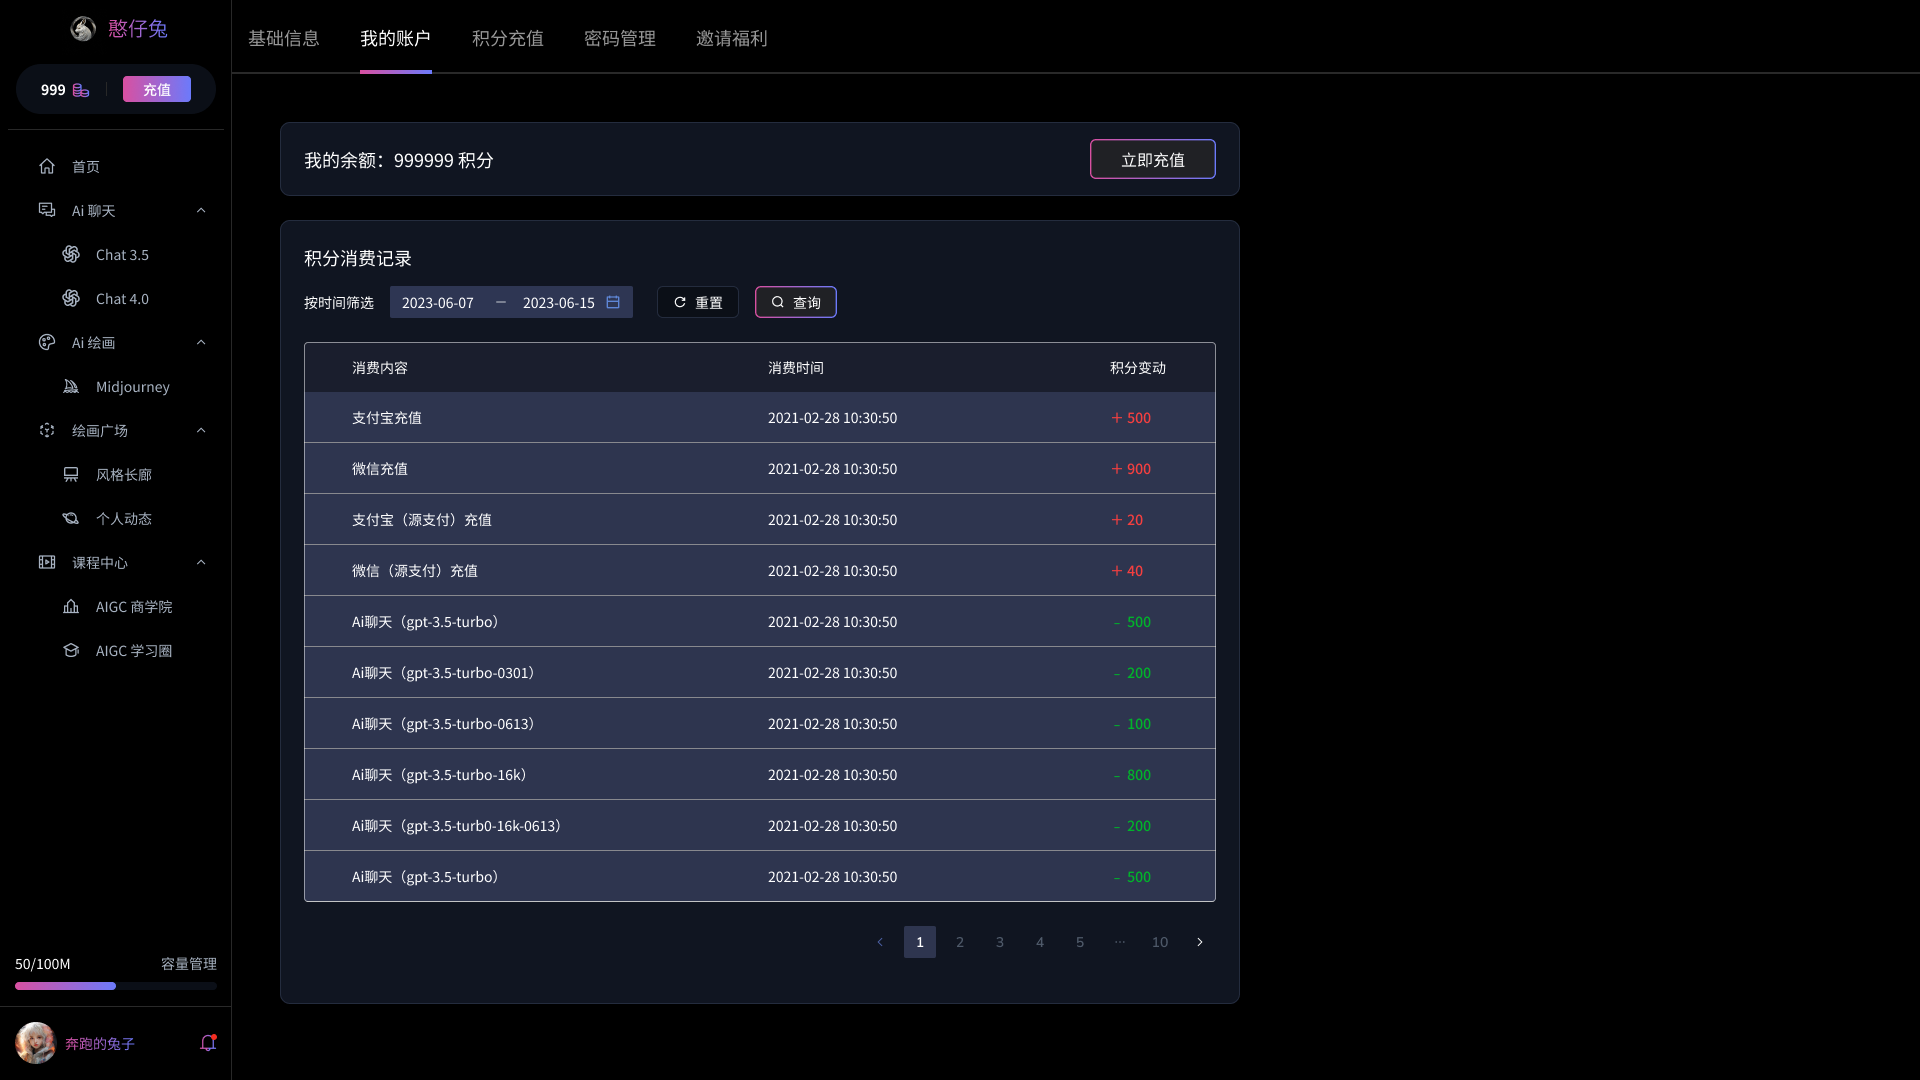 憨仔兔
999 充值
首页
Ai 聊天
Chat 3.5
Chat 4.0
Ai 绘画
Midjourney
绘画广场
风格长廊
个人动态
课程中心
AIGC 商学院
AIGC 学习圈
50/100M 容量管理
奔跑的兔子
基础信息 我的账户 积分充值 密码管理 邀请福利
我的余额：999999 积分 立即充值
积分消费记录
按时间筛选 2023-06-07 — 2023-06-15 重置 查询
消费内容 消费时间 积分变动
支付宝充值 2021-02-28 10:30:50 + 500
微信充值 2021-02-28 10:30:50 + 900
支付宝（源支付）充值 2021-02-28 10:30:50 + 20
微信（源支付）充值 2021-02-28 10:30:50 + 40
Ai聊天（gpt-3.5-turbo） 2021-02-28 10:30:50 - 500
Ai聊天（gpt-3.5-turbo-0301） 2021-02-28 10:30:50 - 200
Ai聊天（gpt-3.5-turbo-0613） 2021-02-28 10:30:50 - 100
Ai聊天（gpt-3.5-turbo-16k） 2021-02-28 10:30:50 - 800
Ai聊天（gpt-3.5-turb0-16k-0613） 2021-02-28 10:30:50 - 200
Ai聊天（gpt-3.5-turbo） 2021-02-28 10:30:50 - 500
1 2 3 4 5 ··· 10